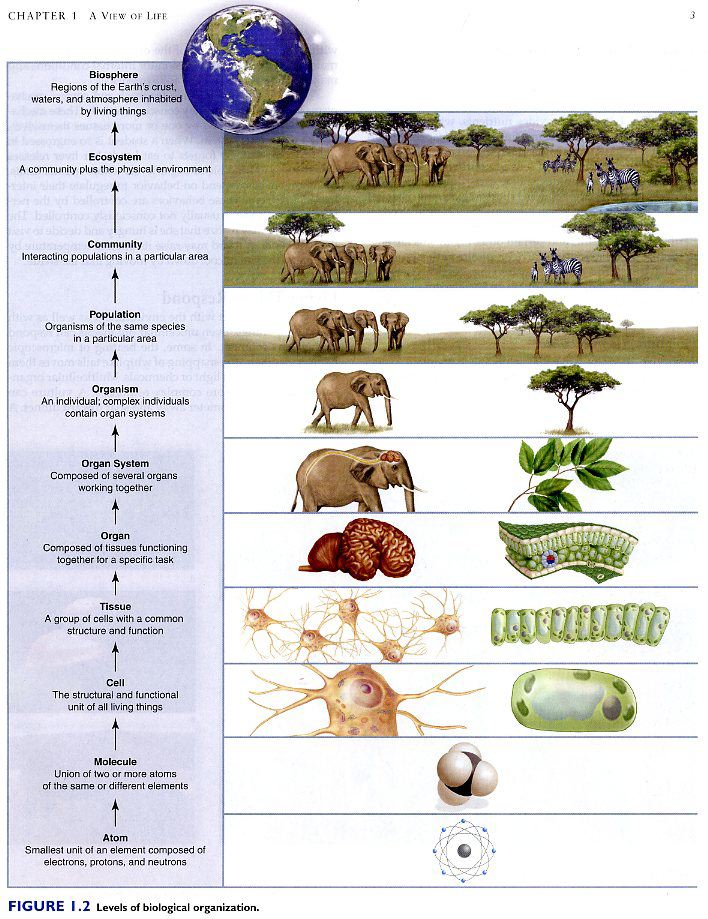 CHAPTER 1 A VIEW OF LIFE
3
Biosphere
Regions of the Earth's crust,
waters, and atmosphere inhabited
by living things
Ecosystem
A community plus the physical environment
Community
Interacting populations in a particular area
Population
Organisms of the same species
in a particular area
Organism
An individual; complex individuals
contain organ systems
Organ System
Composed of several organs
working together
Organ
Composed of tissues functioning
together for a specific task
Tissue
A group of cells with a common
structure and function
Cell
The structural and functional
unit of all living things
Molecule
Union of two or more atoms
of the same or different elements
Atom
Smallest unit of an element composed of
electrons, protons, and neutrons
FIGURE 1.2 Levels of biological organization.